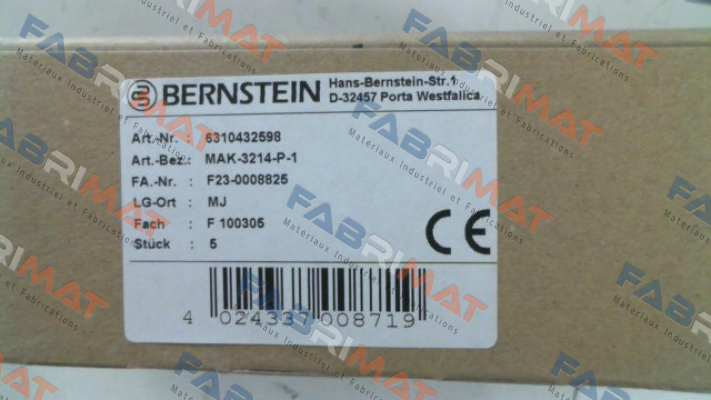 BERNSTEIN
Hans-Bernstein-Str.1
D-32457 Porta Westfalica
Art.-Nr. : 6310432598
Art.-Bez.: MAK-3214-P-1
FA.-Nr. : F23-0008825
LG-Ort : MJ
Fach : F 100305
Stück : 5
CE
4 024337 008719
FABRIMAT
Materiaux Industriel et Fabrications